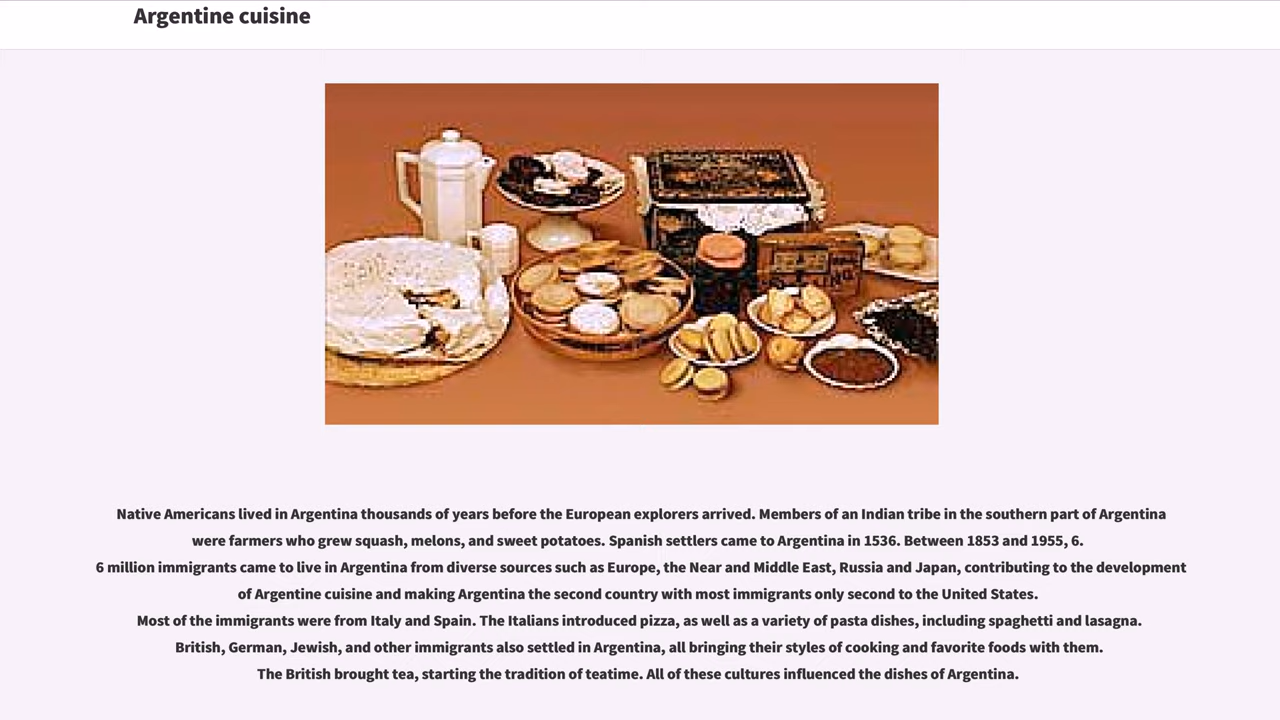 Argentine cuisine
Native Americans lived in Argentina thousands of years before the European explorers arrived. Members of an Indian tribe in the southern part of Argentina
were farmers who grew squash, melons, and sweet potatoes. Spanish settlers came to Argentina in 1536. Between 1853 and 1955, 6.
6 million immigrants came to live in Argentina from diverse sources such as Europe, the Near and Middle East, Russia and Japan, contributing to the development
of Argentine cuisine and making Argentina the second country with most immigrants only second to the United States.
Most of the immigrants were from Italy and Spain. The Italians introduced pizza, as well as a variety of pasta dishes, including spaghetti and lasagna.
British, German, Jewish, and other immigrants also settled in Argentina, all bringing their styles of cooking and favorite foods with them.
The British brought tea, starting the tradition of teatime. All of these cultures influenced the dishes of Argentina.